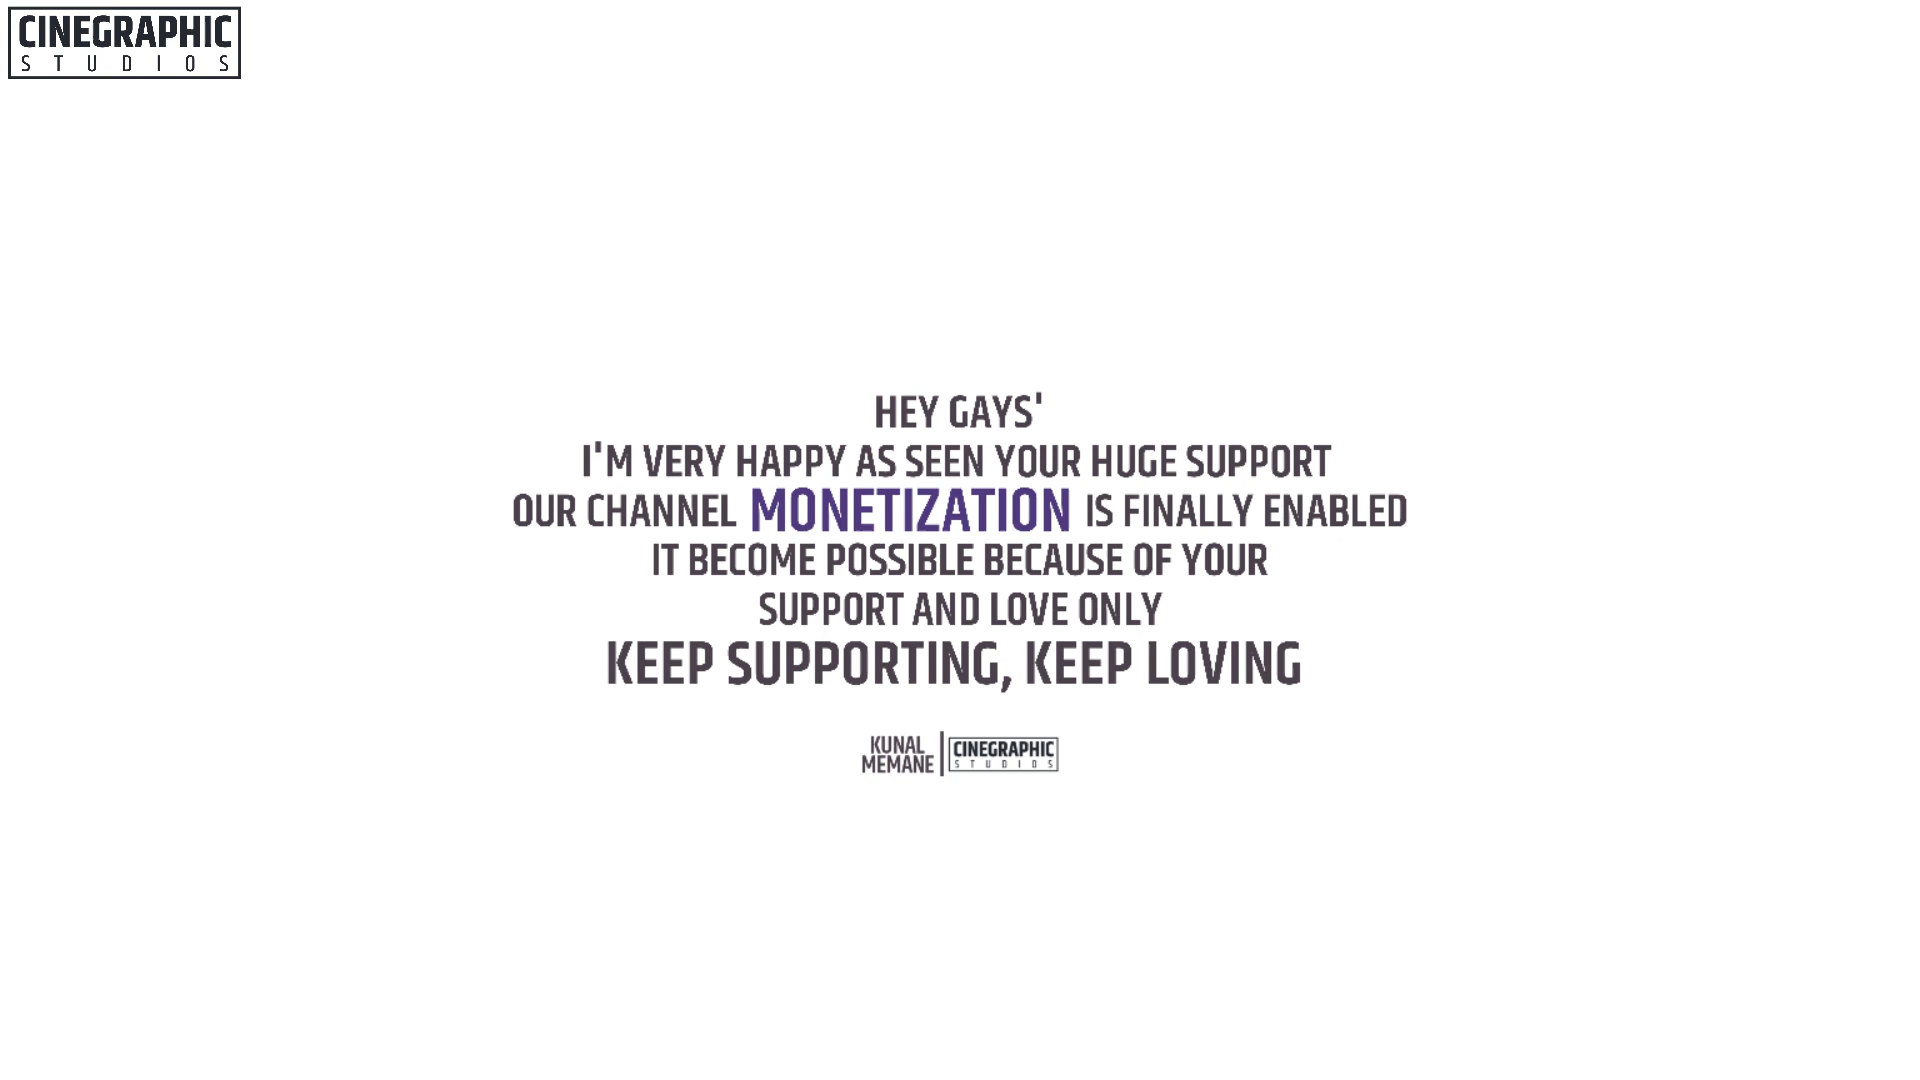 CINEGRAPHIC
STUDIOS
HEY GAYS'
I'M VERY HAPPY AS SEEN YOUR HUGE SUPPORT
OUR CHANNEL MONETIZATION IS FINALLY ENABLED
IT BECOME POSSIBLE BECAUSE OF YOUR
SUPPORT AND LOVE ONLY
KEEP SUPPORTING, KEEP LOVING
KUNAL
MEMANE
CINEGRAPHIC
STUDIOS